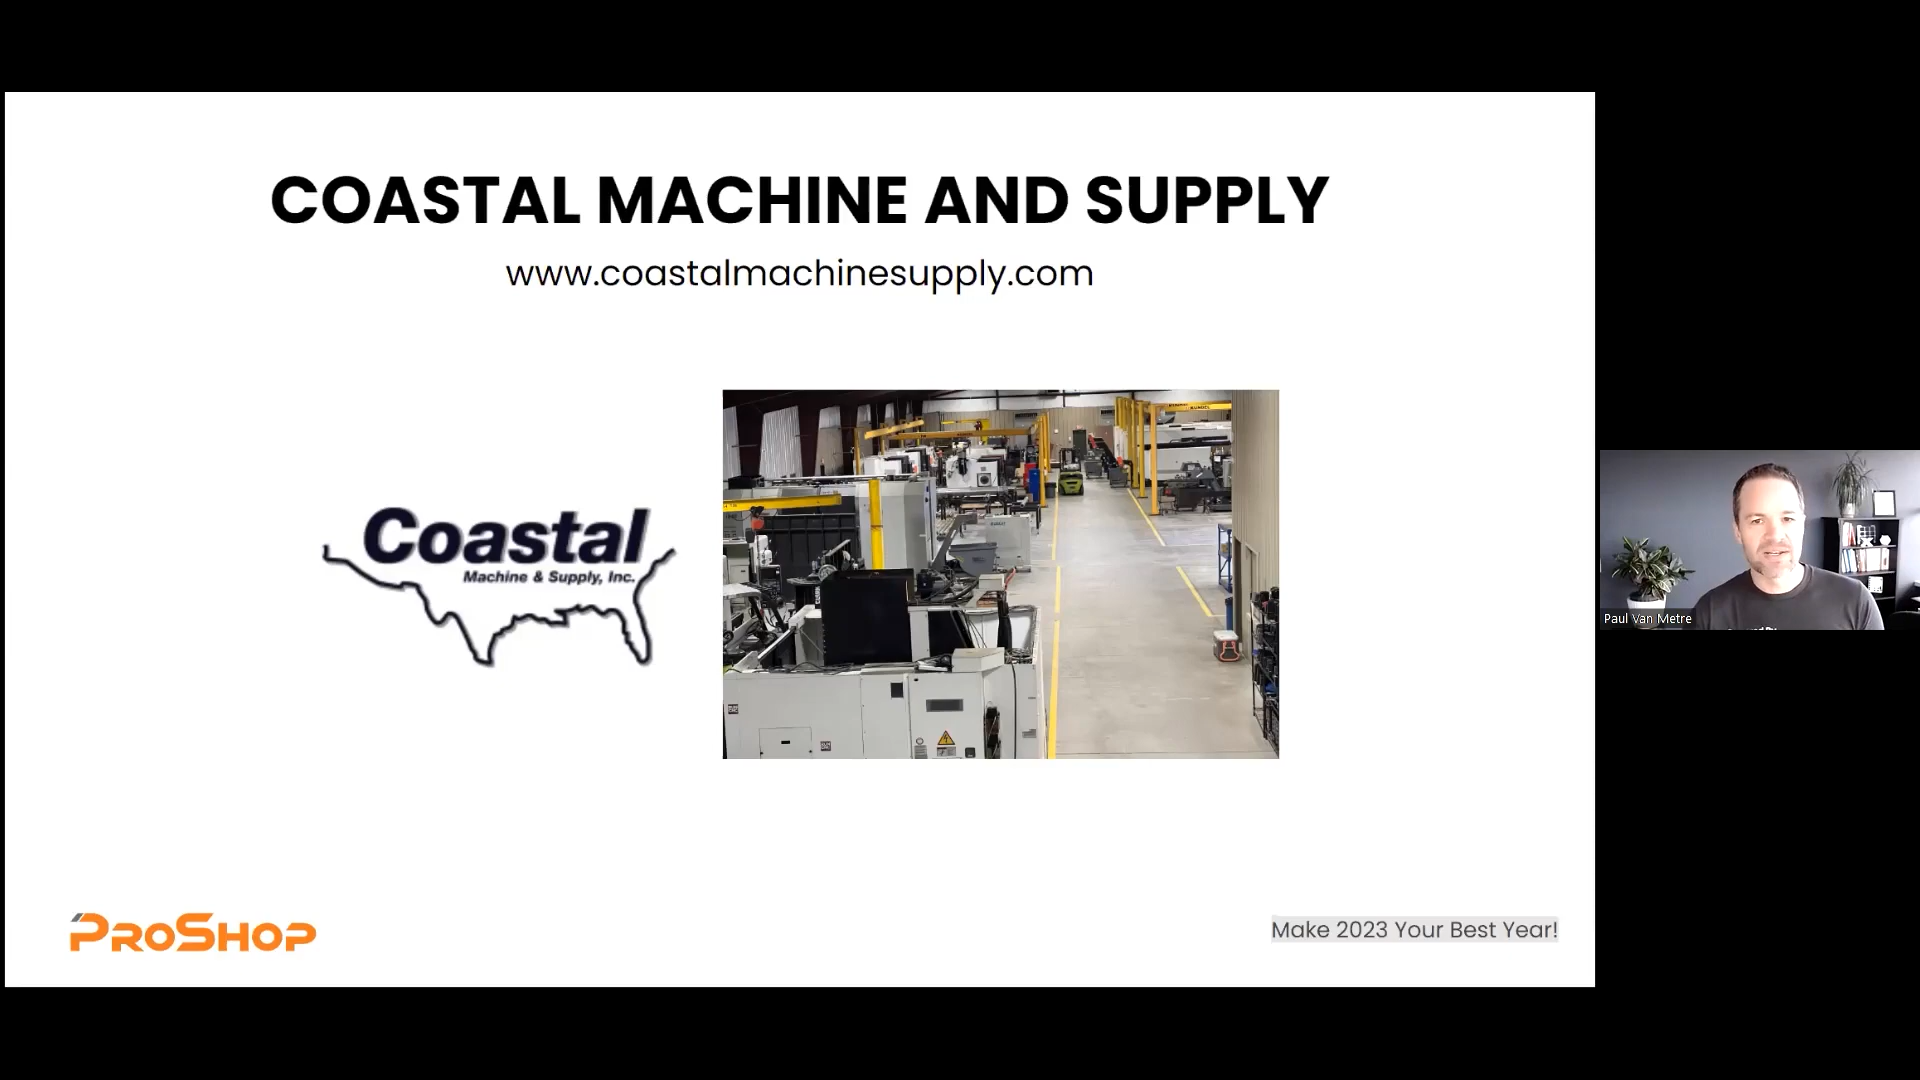 COASTAL MACHINE AND SUPPLY
www.coastalmachinesupply.com
Coastal
Machine & Supply, Inc.
Paul Van Metre
PROSHOP
Make 2023 Your Best Year!